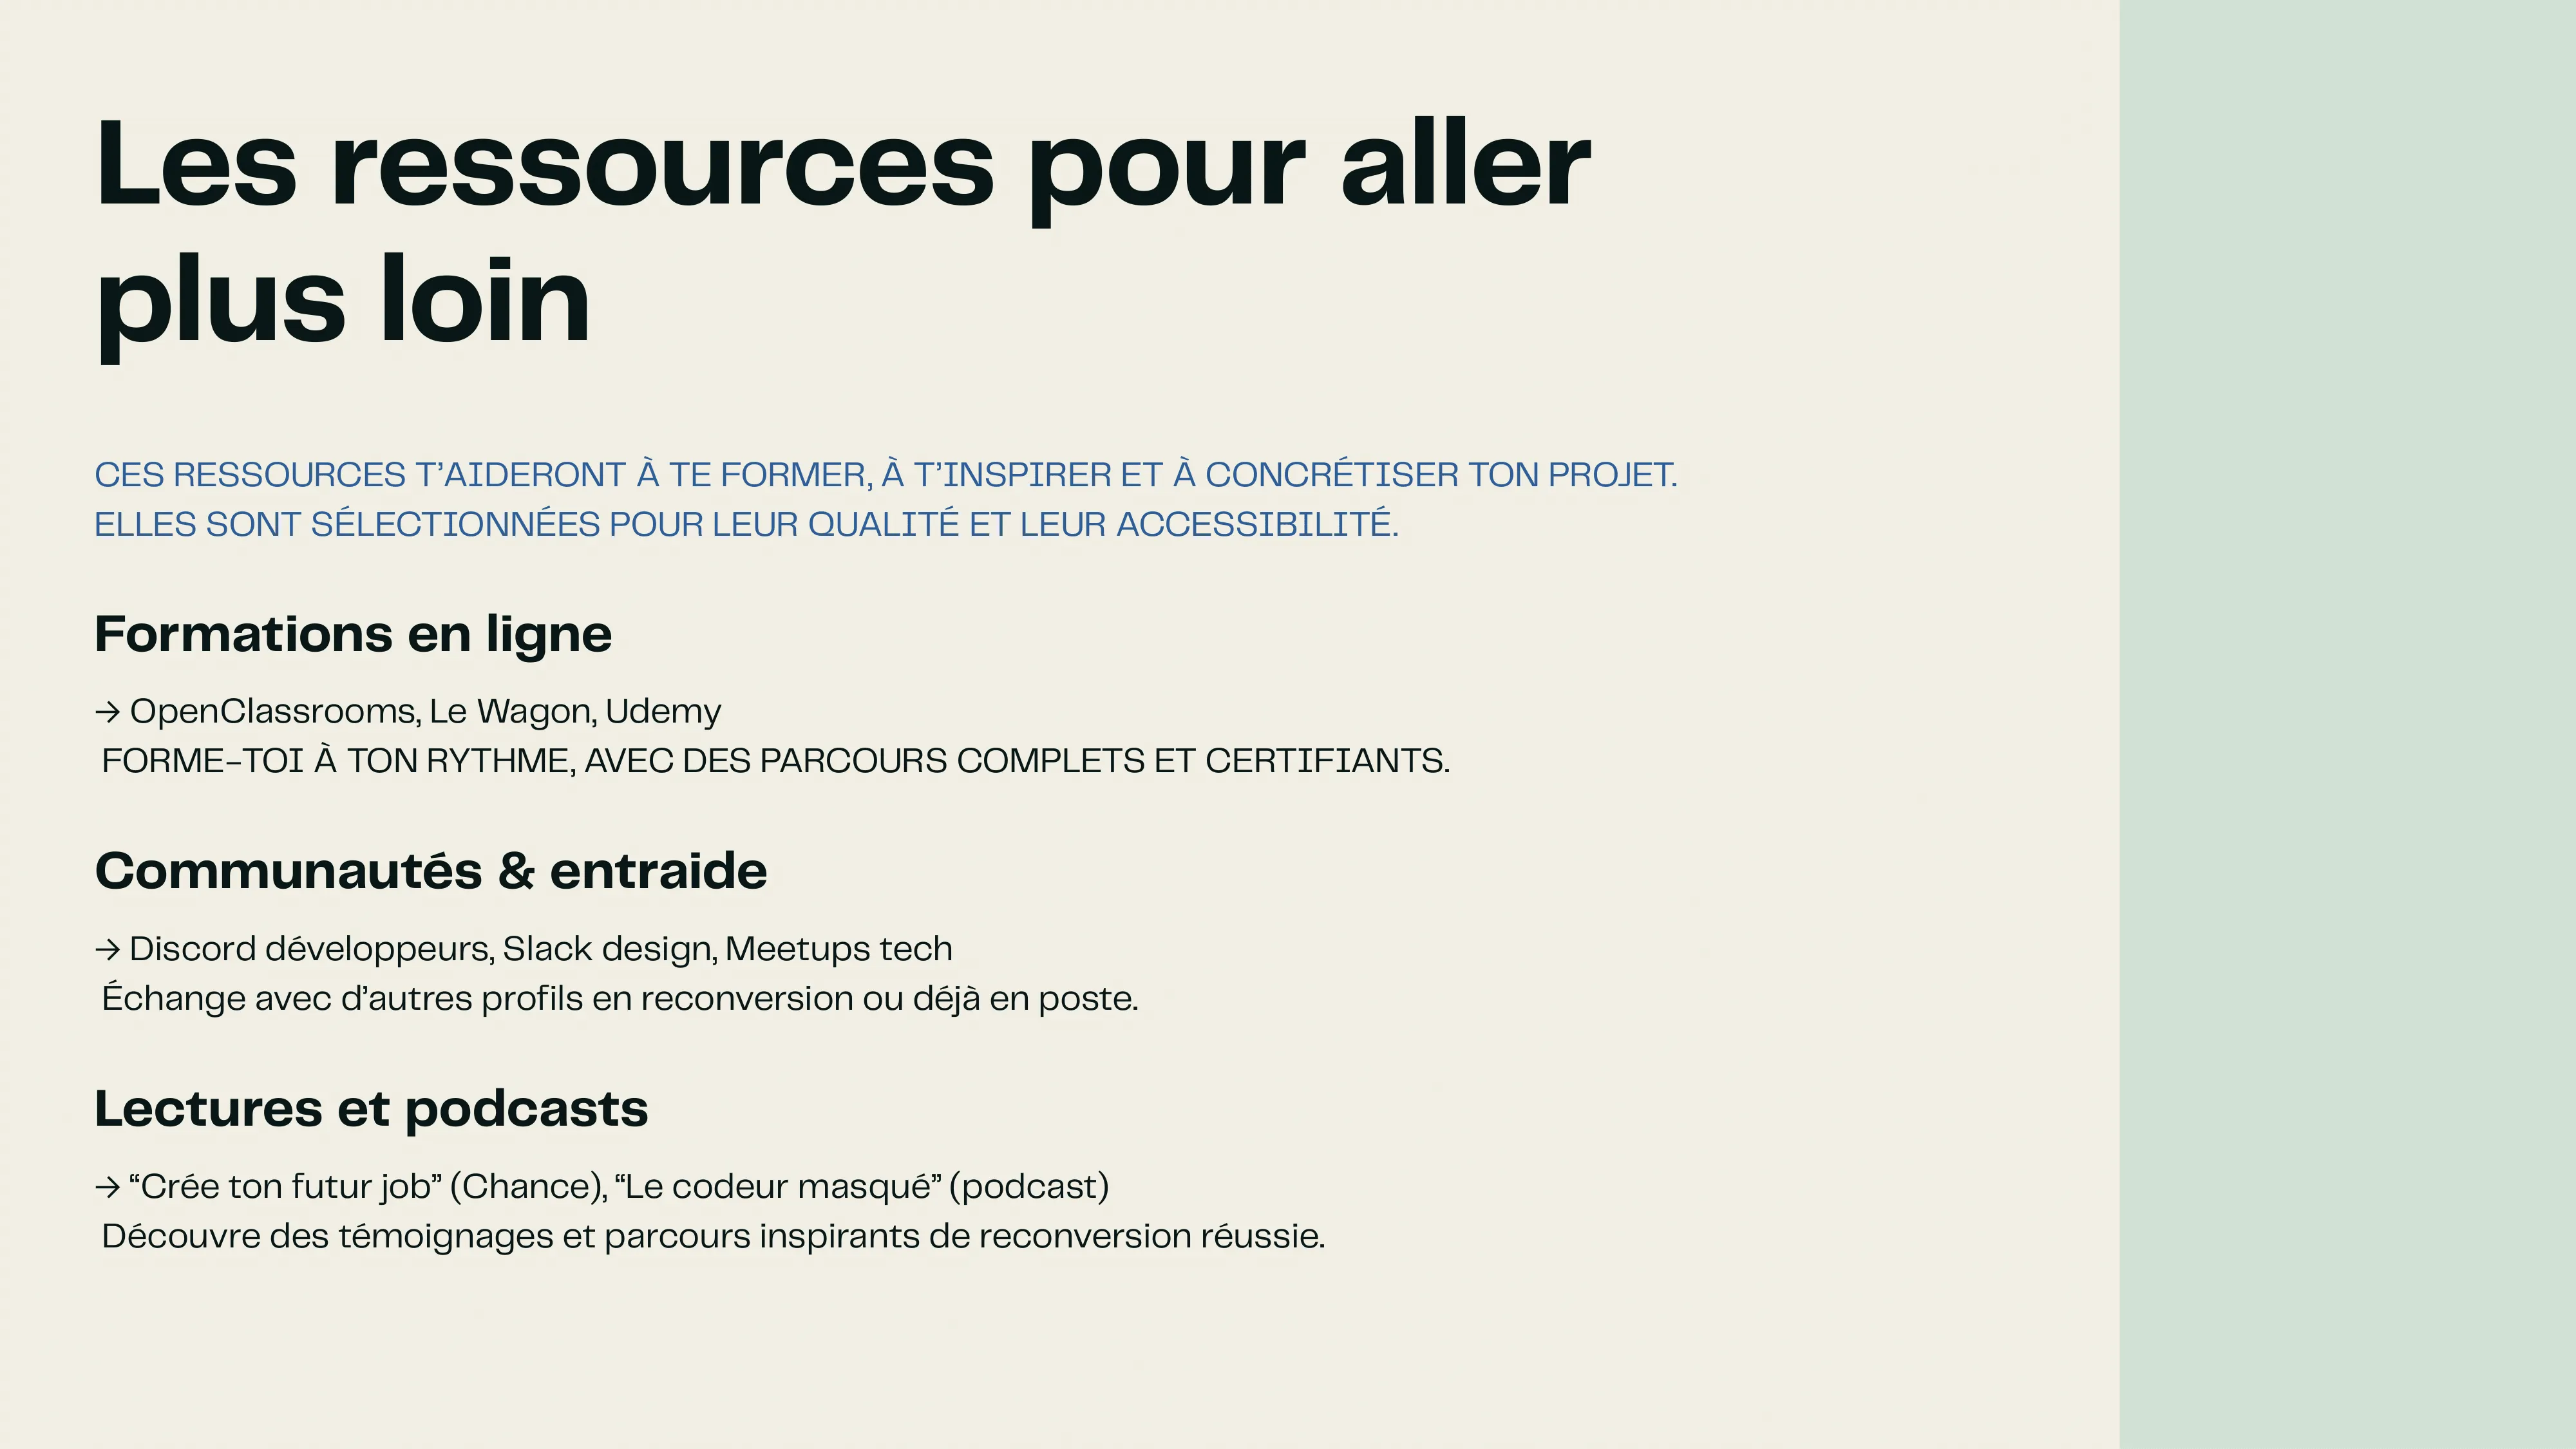 Les ressources pour aller
plus loin
CES RESSOURCES T’AIDERONT À TE FORMER, À T’INSPIRER ET À CONCRÉTISER TON PROJET.
ELLES SONT SÉLECTIONNÉES POUR LEUR QUALITÉ ET LEUR ACCESSIBILITÉ.
Formations en ligne
→ OpenClassrooms, Le Wagon, Udemy
FORME-TOI À TON RYTHME, AVEC DES PARCOURS COMPLETS ET CERTIFIANTS.
Communautés & entraide
→ Discord développeurs, Slack design, Meetups tech
Échange avec d’autres profils en reconversion ou déjà en poste.
Lectures et podcasts
→ “Crée ton futur job” (Chance), “Le codeur masqué” (podcast)
Découvre des témoignages et parcours inspirants de reconversion réussie.